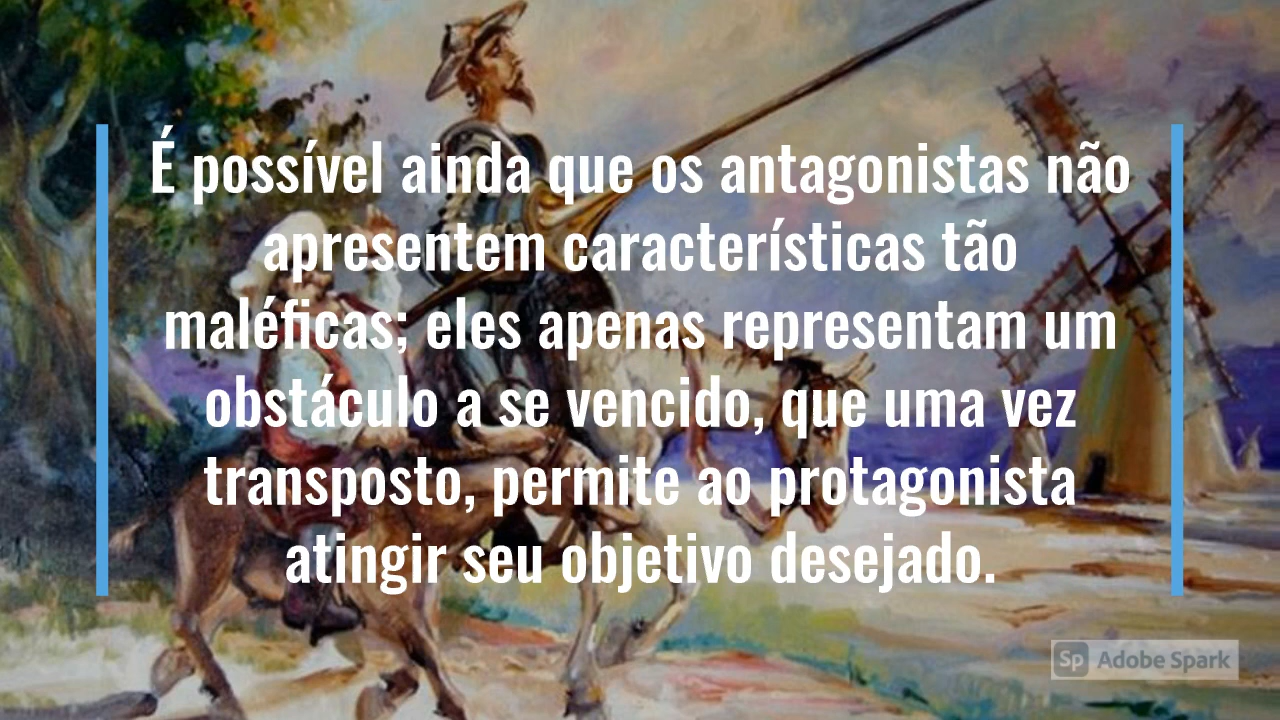 É possível ainda que os antagonistas não
apresentem características tão
maléficas; eles apenas representam um
obstáculo a se vencido, que uma vez
transposto, permite ao protagonista
atingir seu objetivo desejado.
Sp Adobe Spark